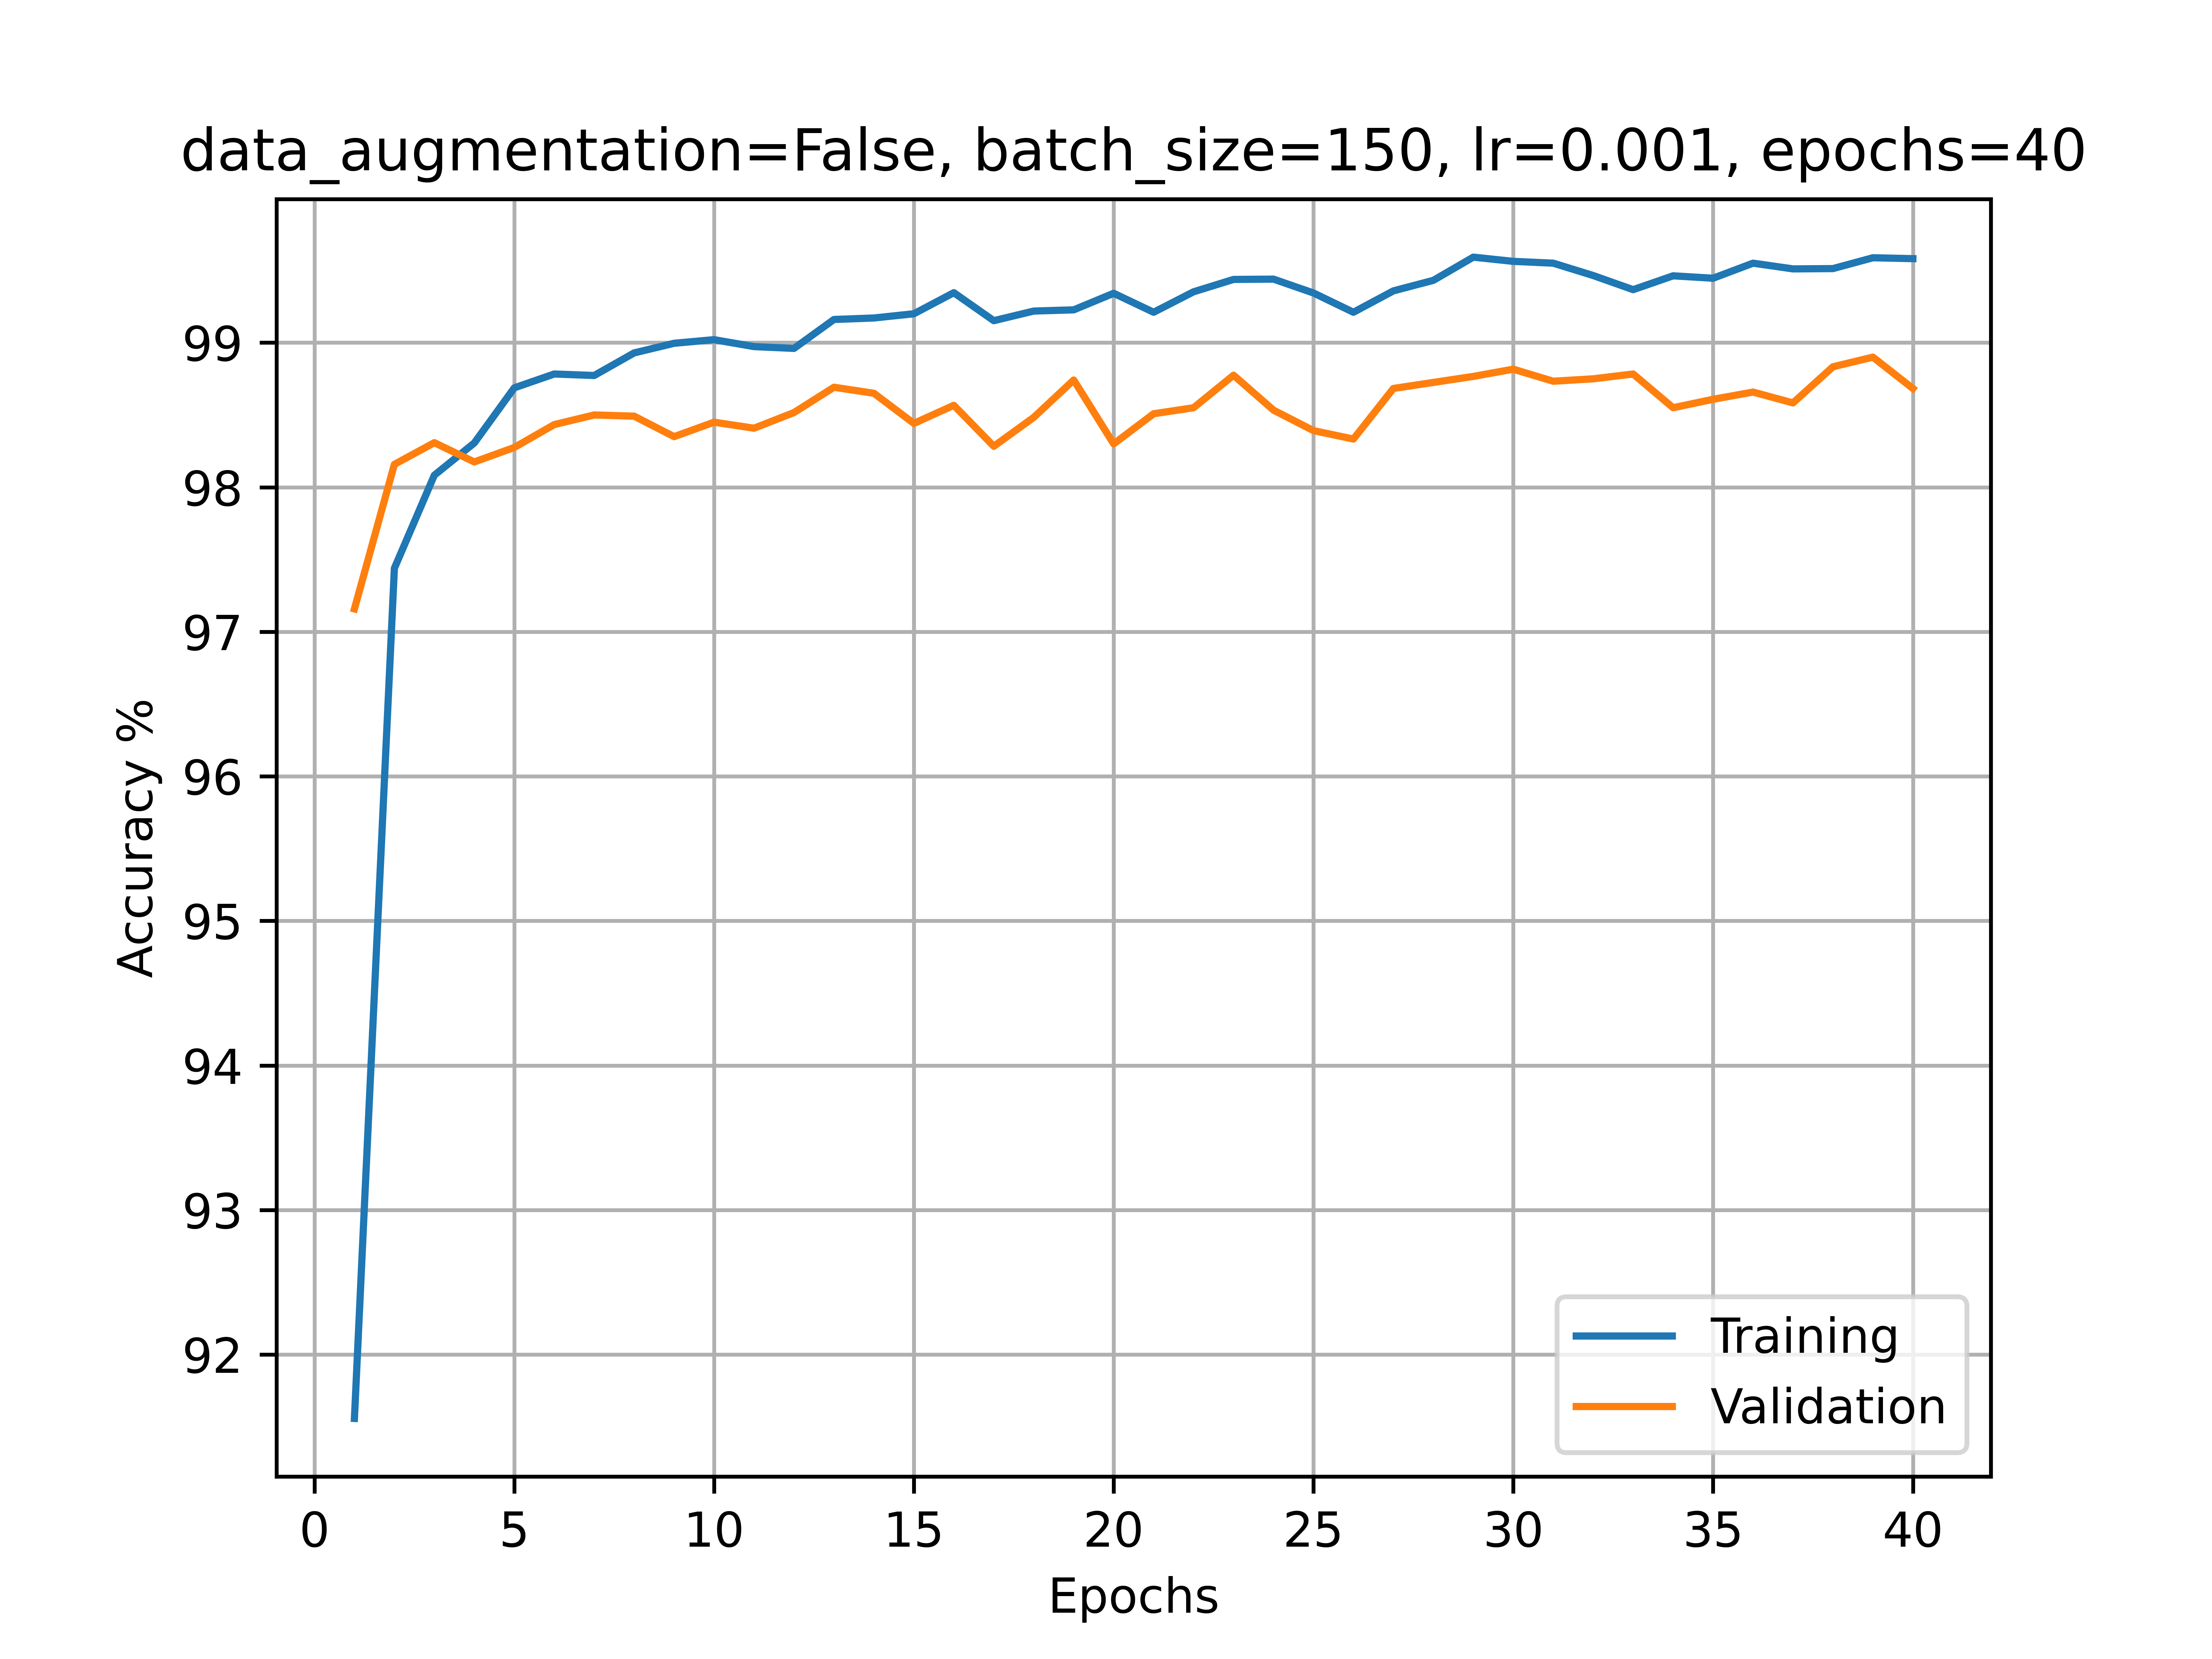 data_augmentation=False, batch_size=150, lr=0.001, epochs=40
99
98
97
96
95
94
93
92
Accuracy %
Training
Validation
0 5 10 15 20 25 30 35 40
Epochs